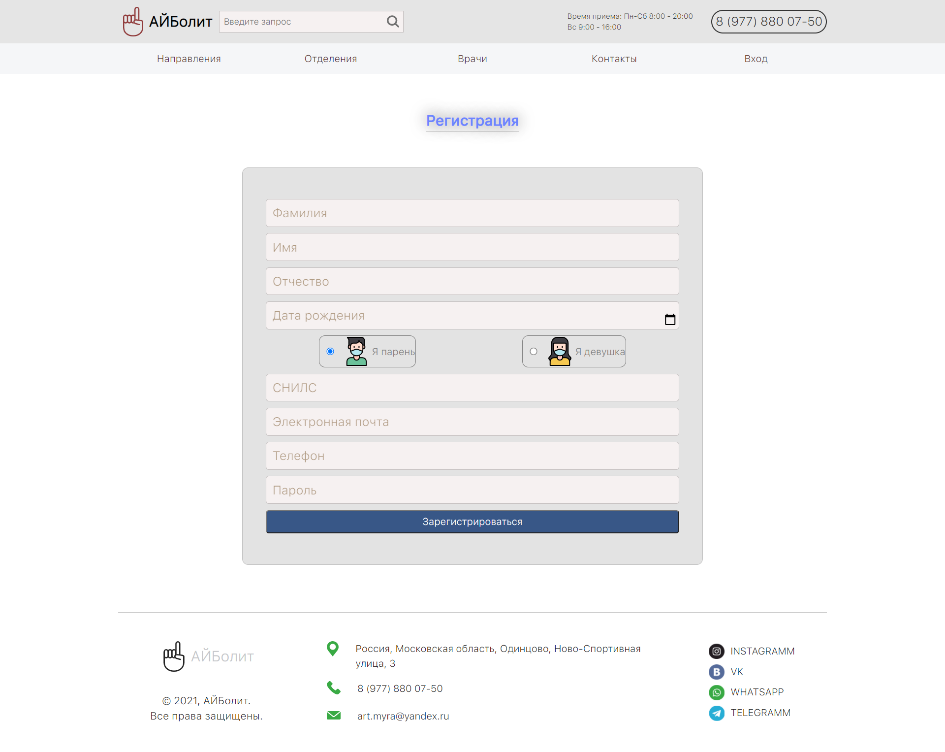 АЙБолит
Введите запрос
Время приема: Пн-Сб 8:00 - 20:00
Вс 9:00 - 16:00
8 (977) 880 07-50
Направления
Отделения
Врачи
Контакты
Вход
Регистрация
Фамилия
Имя
Отчество
Дата рождения
Я парень
Я девушка
СНИЛС
Электронная почта
Телефон
Пароль
Зарегистрироваться
АЙБолит
© 2021, АЙБолит.
Все права защищены.
Россия, Московская область, Одинцово, Ново-Спортивная
улица, 3
8 (977) 880 07-50
art.myra@yandex.ru
INSTAGRAMM
VK
WHATSAPP
TELEGRAMM